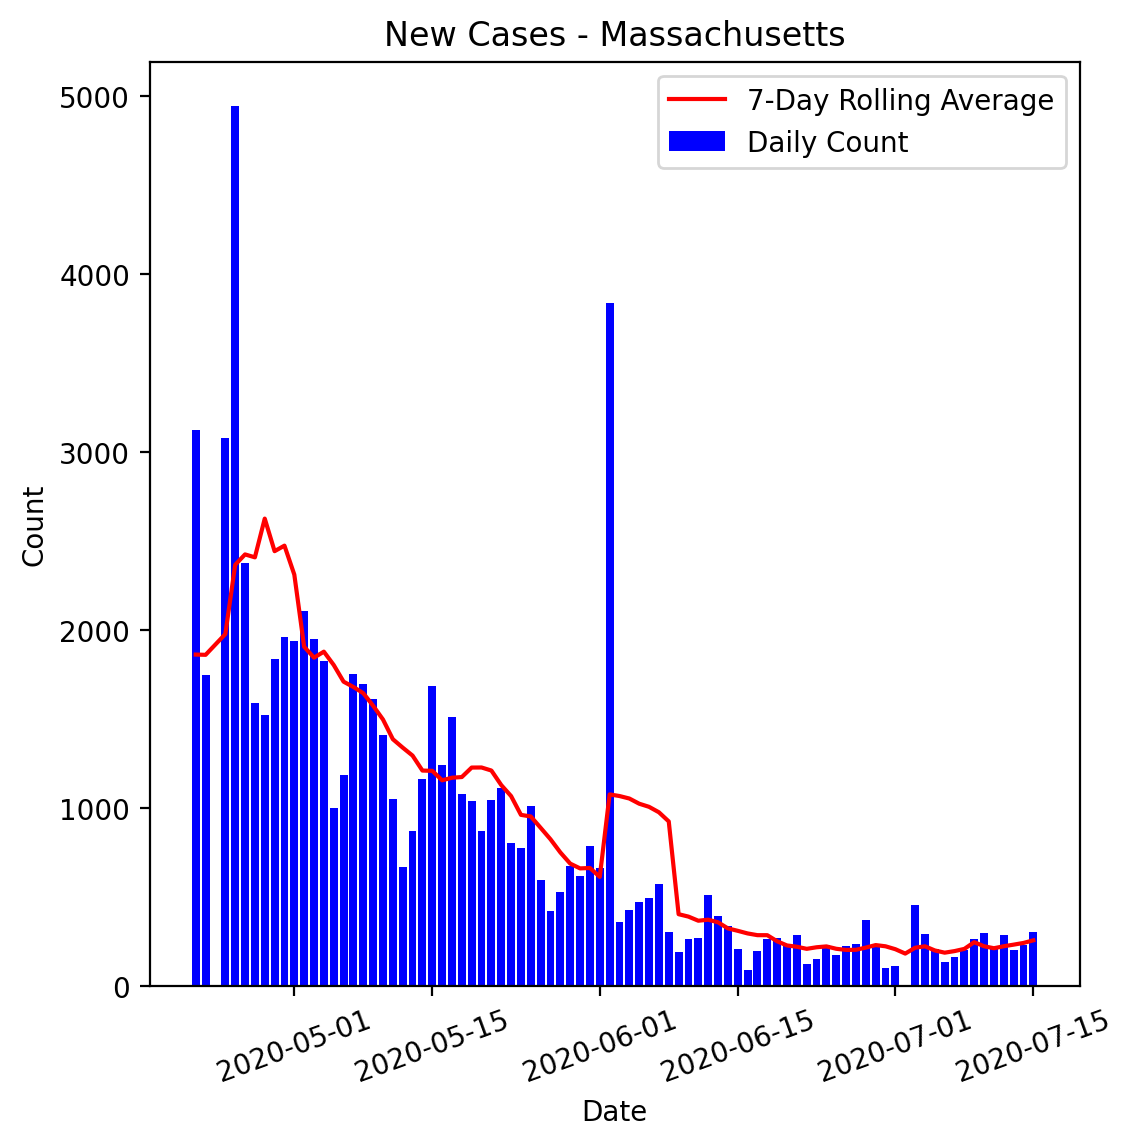 New Cases - Massachusetts
7-Day Rolling Average
Daily Count
5000
4000
3000
2000
1000
0
Count
2020-05-01
2020-05-15
2020-06-01
2020-06-15
2020-07-01
2020-07-15
Date